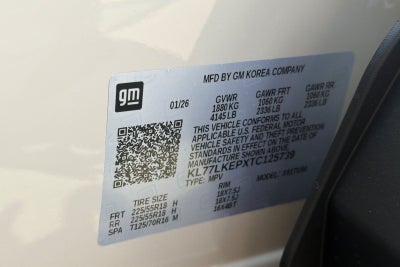 MFD BY GM KOREA COMPANY
gm
01/26
GVWR GAWR FRT GAWR RR
1880 KG 1060 KG 1060 KG
4145 LB 2336 LB 2336 LB
THIS VEHICLE CONFORMS TO ALL
APPLICABLE U.S. FEDERAL MOTOR
VEHICLE SAFETY AND THEFT PREVENTION
STANDARDS IN EFFECT ON THE DATE OF
MANUFACTURE SHOWN ABOVE.
KL77LKEPXTC125739
TYPE: MPV MODEL:
TIRE SIZE RIM
FRT 225/55R18 H 18X7.5J
RR 225/55R18 H 18X7.5J
SPA T125/70R16 M 16X4BT